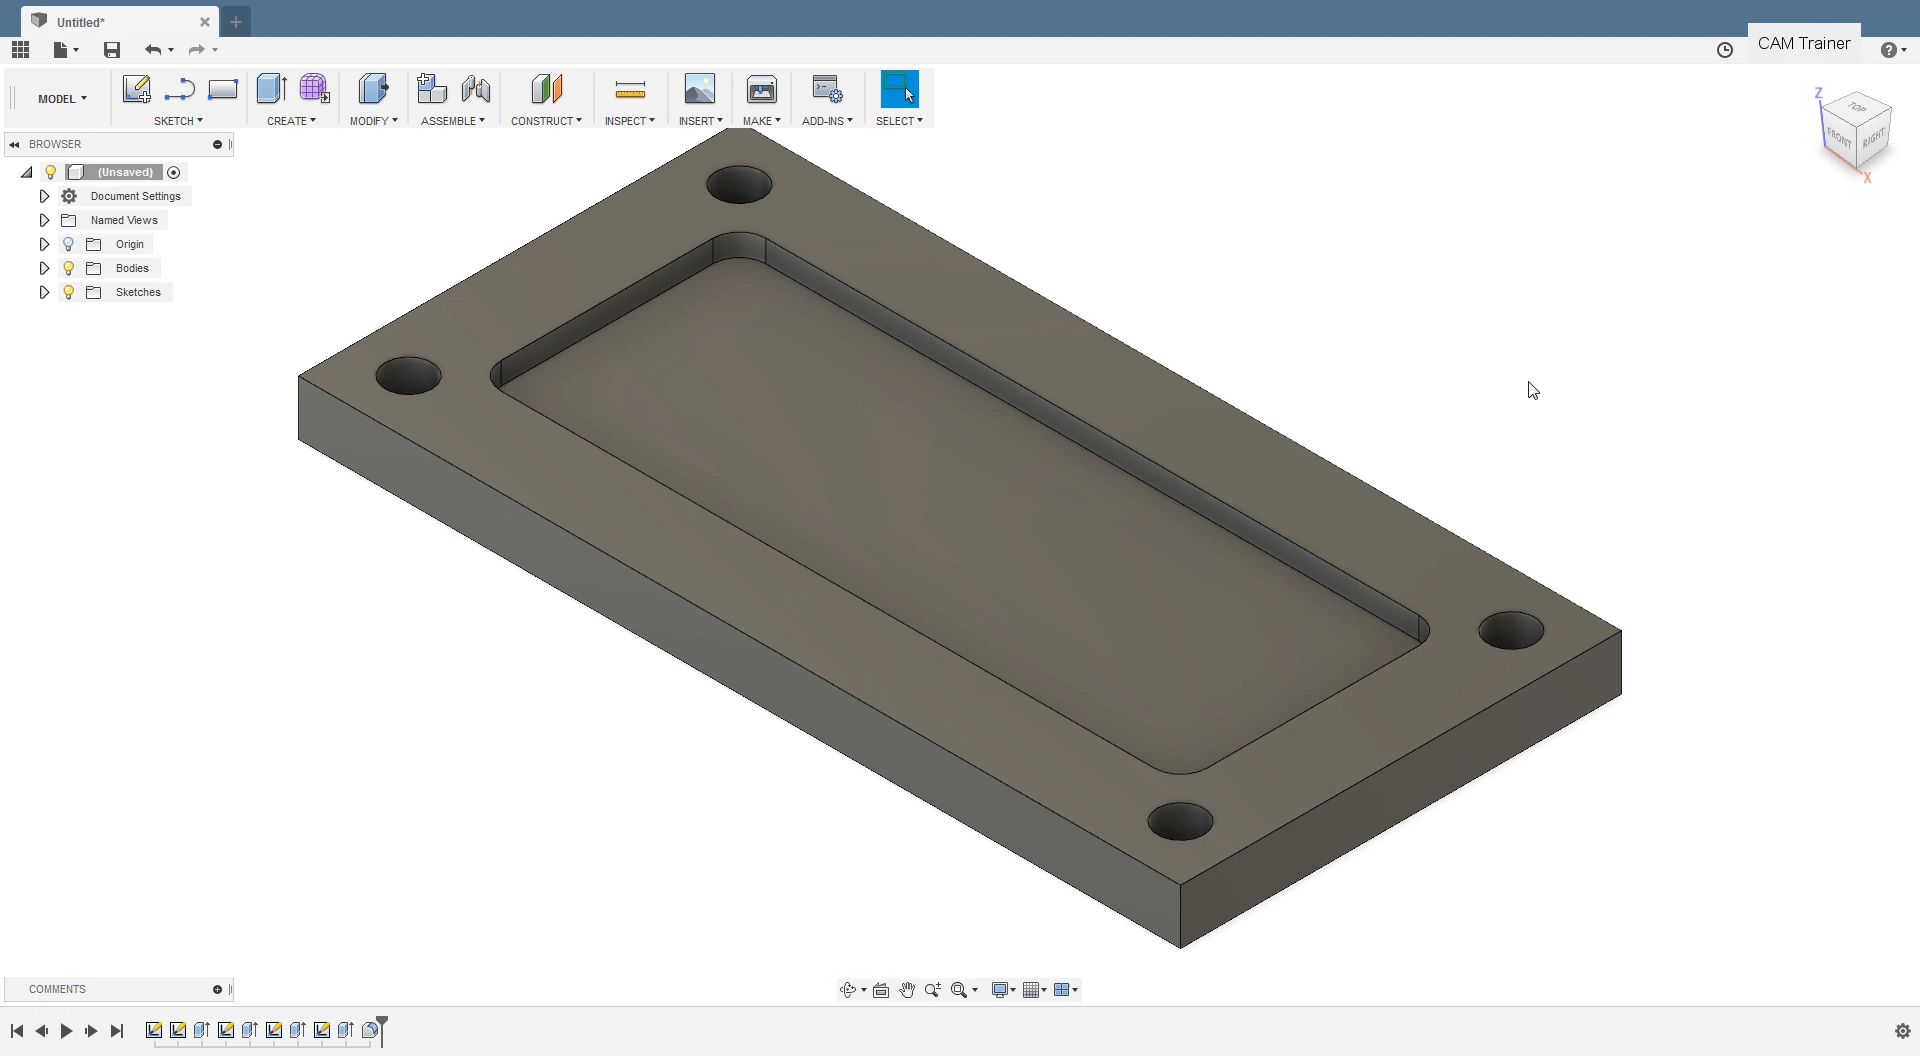 Untitled*
CAM Trainer
MODEL
SKETCH
CREATE
MODIFY
ASSEMBLE
CONSTRUCT
INSPECT
INSERT
MAKE
ADD-INS
SELECT
Z
TOP
FRONT
RIGHT
X
BROWSER
(Unsaved)
Document Settings
Named Views
Origin
Bodies
Sketches
COMMENTS